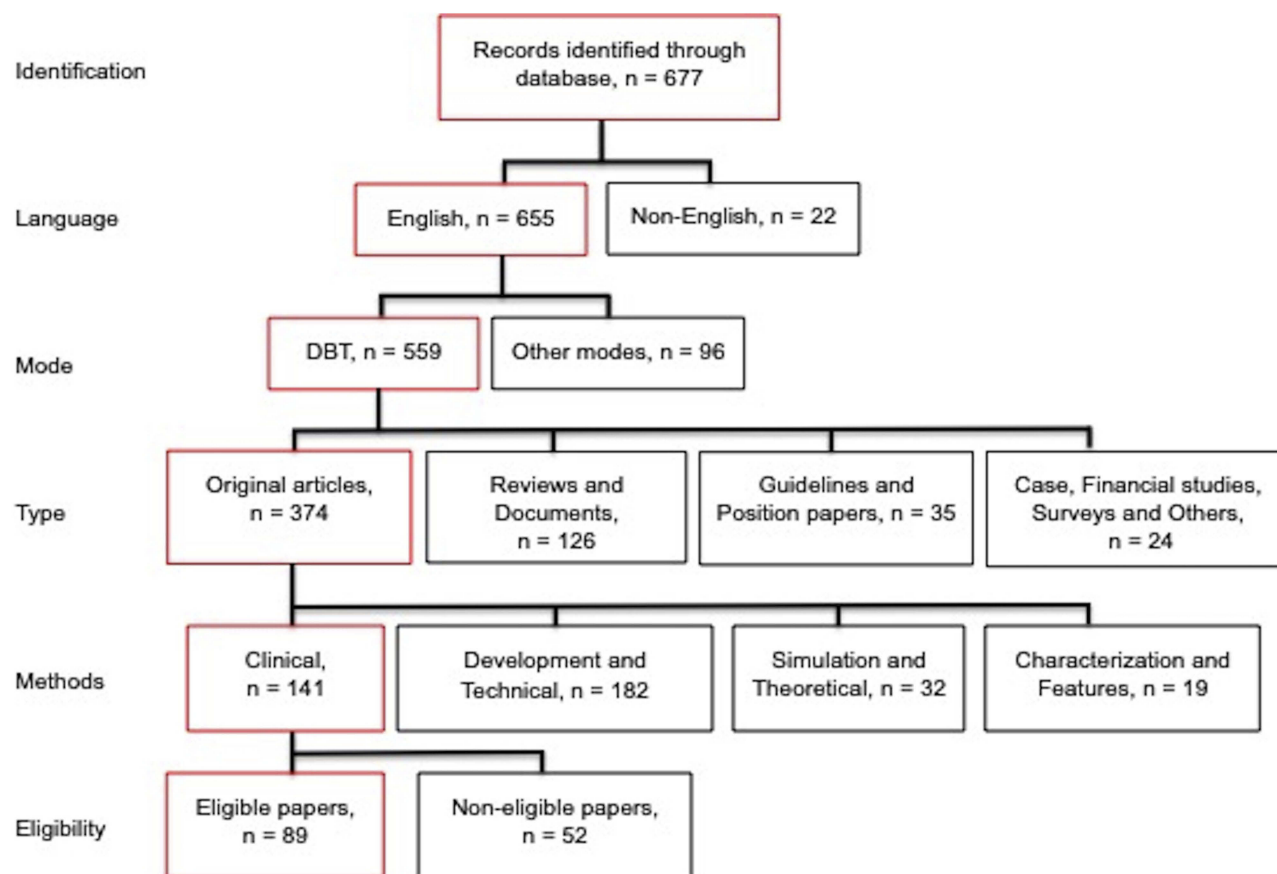 Identification
Records identified through
database, n = 677
Language
English, n = 655
Non-English, n = 22
Mode
DBT, n = 559
Other modes, n = 96
Type
Original articles,
n = 374
Reviews and
Documents,
n = 126
Guidelines and
Position papers, n = 35
Case, Financial studies,
Surveys and Others,
n = 24
Methods
Clinical,
n = 141
Development and
Technical, n = 182
Simulation and
Theoretical, n = 32
Characterization and
Features, n = 19
Eligibility
Eligible papers,
n = 89
Non-eligible papers,
n = 52